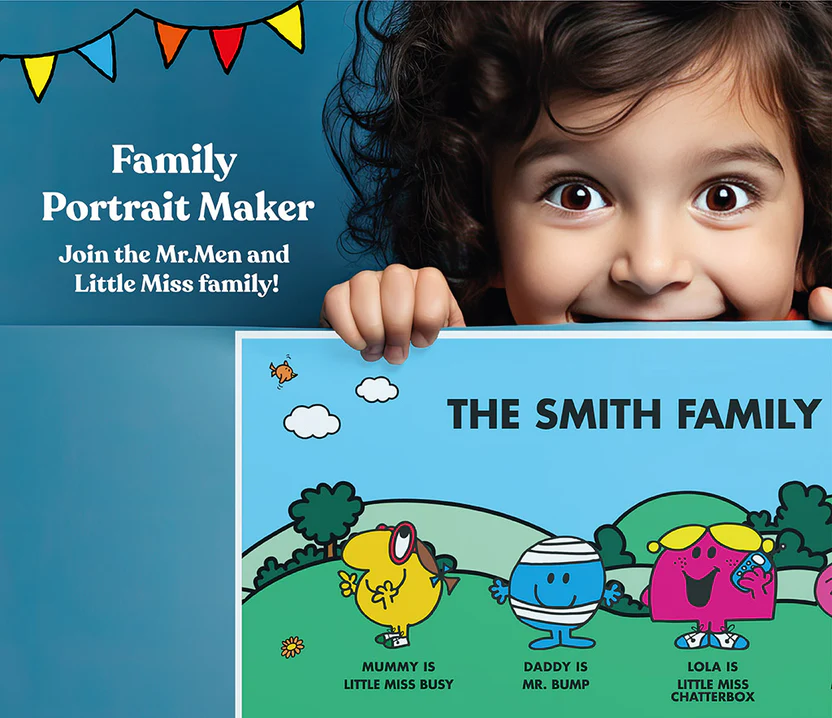 Family
Portrait Maker
Join the Mr.Men and
Little Miss family!
THE SMITH FAMILY
MUMMY IS
LITTLE MISS BUSY
DADDY IS
MR. BUMP
LOLA IS
LITTLE MISS
CHATTERBOX